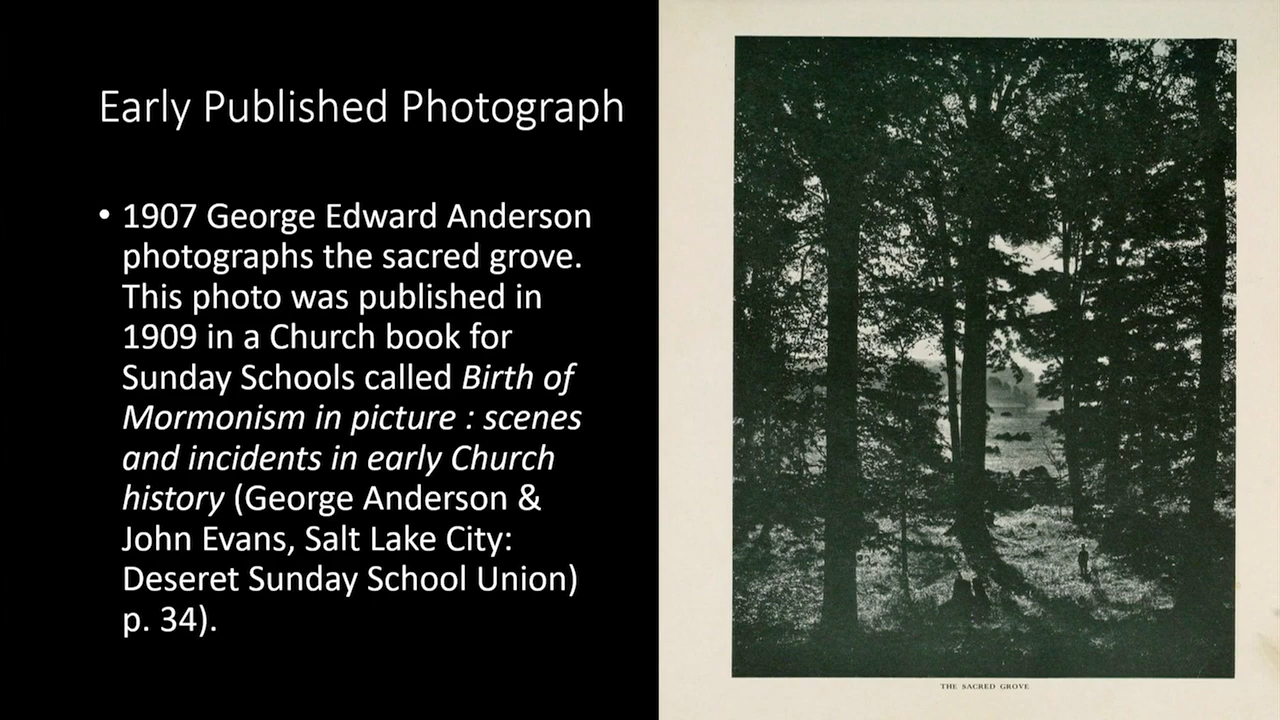 Early Published Photograph
• 1907 George Edward Anderson
photographs the sacred grove.
This photo was published in
1909 in a Church book for
Sunday Schools called Birth of
Mormonism in picture : scenes
and incidents in early Church
history (George Anderson &
John Evans, Salt Lake City:
Deseret Sunday School Union)
p. 34).
THE SACRED GROVE